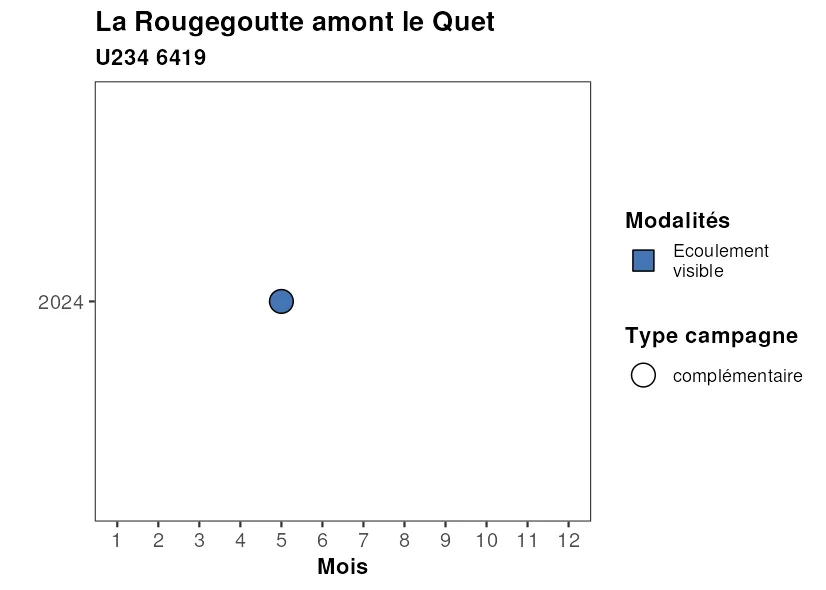 La Rougegoutte amont le Quet
U234 6419
2024
1 2 3 4 5 6 7 8 9 10 11 12
Mois
Modalités
Ecoulement
visible
Type campagne
complémentaire